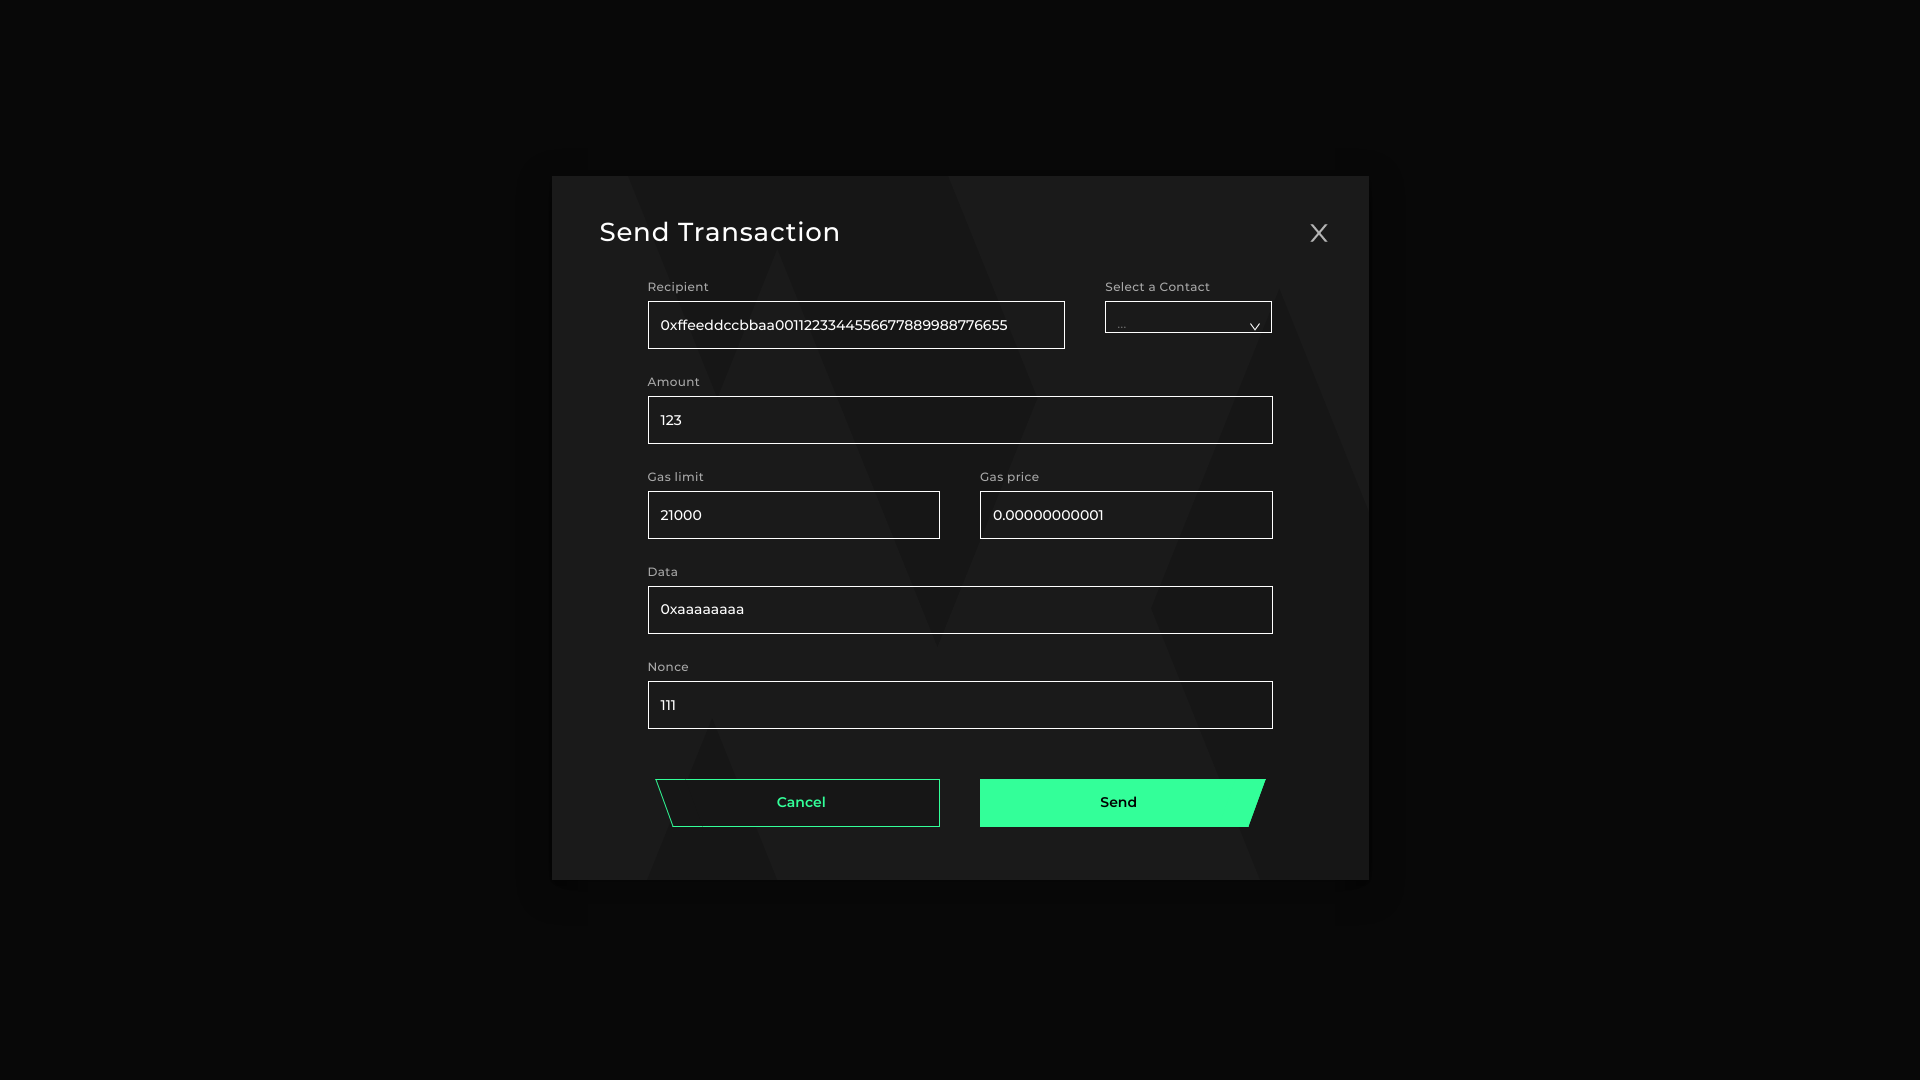 Send Transaction
X
Recipient
Select a Contact
0xffeeddccbbaa00112233445566778899887766​55
...
Amount
123
Gas limit
Gas price
21000
0.00000000001
Data
0xaaaaaaaa
Nonce
111
Cancel
Send